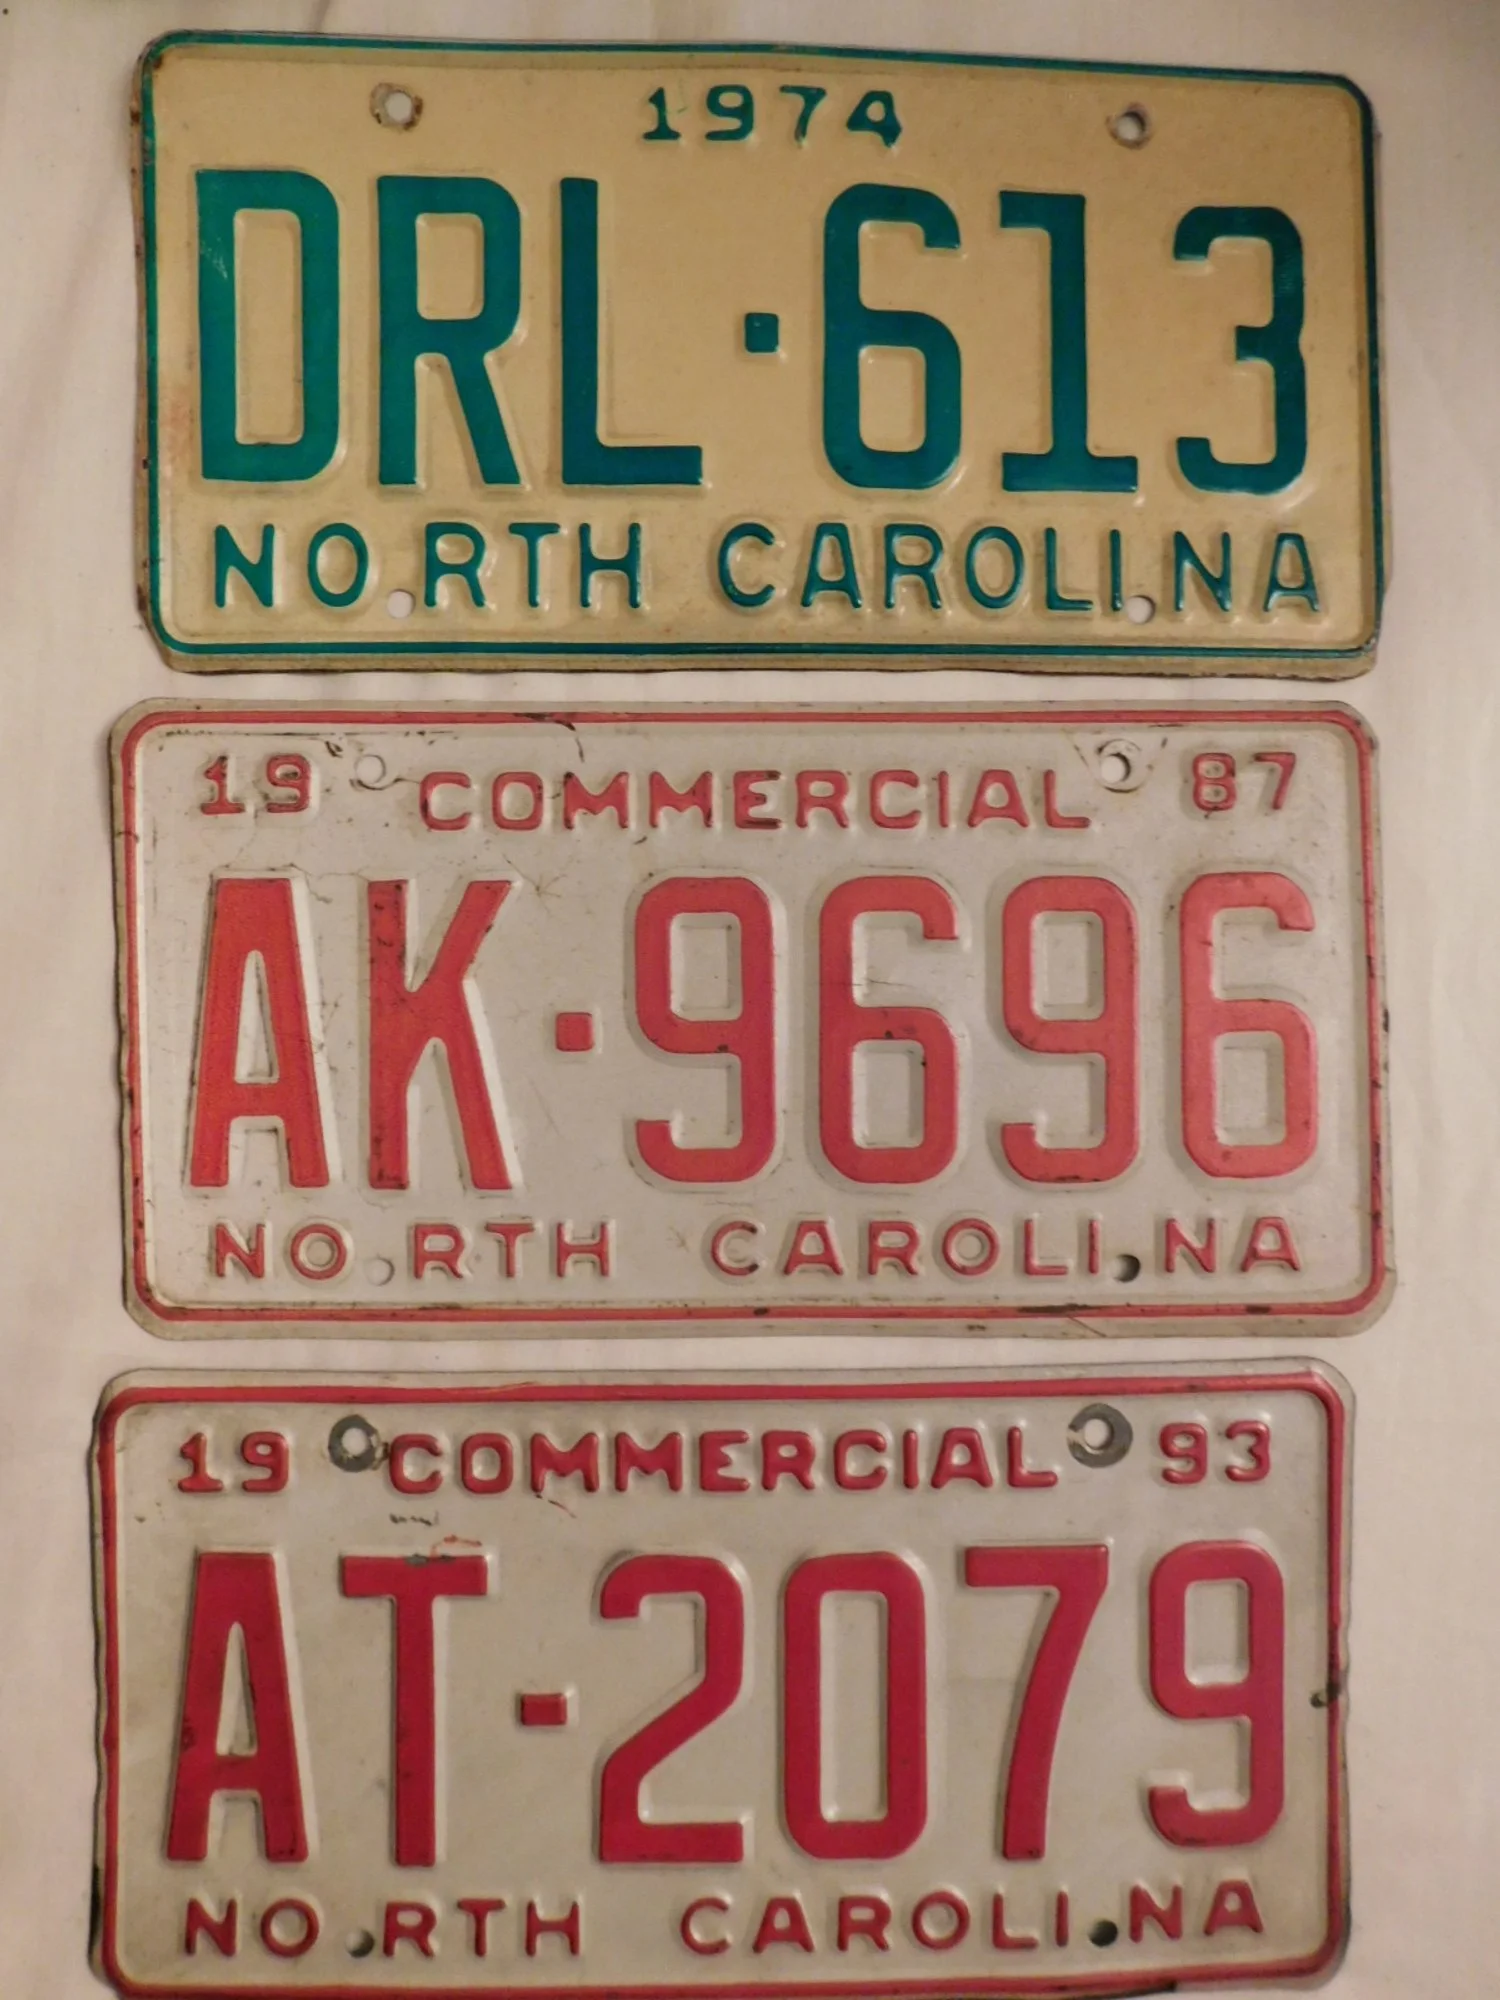 1974
DRL·613
NORTH CAROLINA
19 COMMERCIAL 87
AK·9696
NORTH CAROLINA
19 COMMERCIAL 93
AT-2079
NORTH CAROLINA